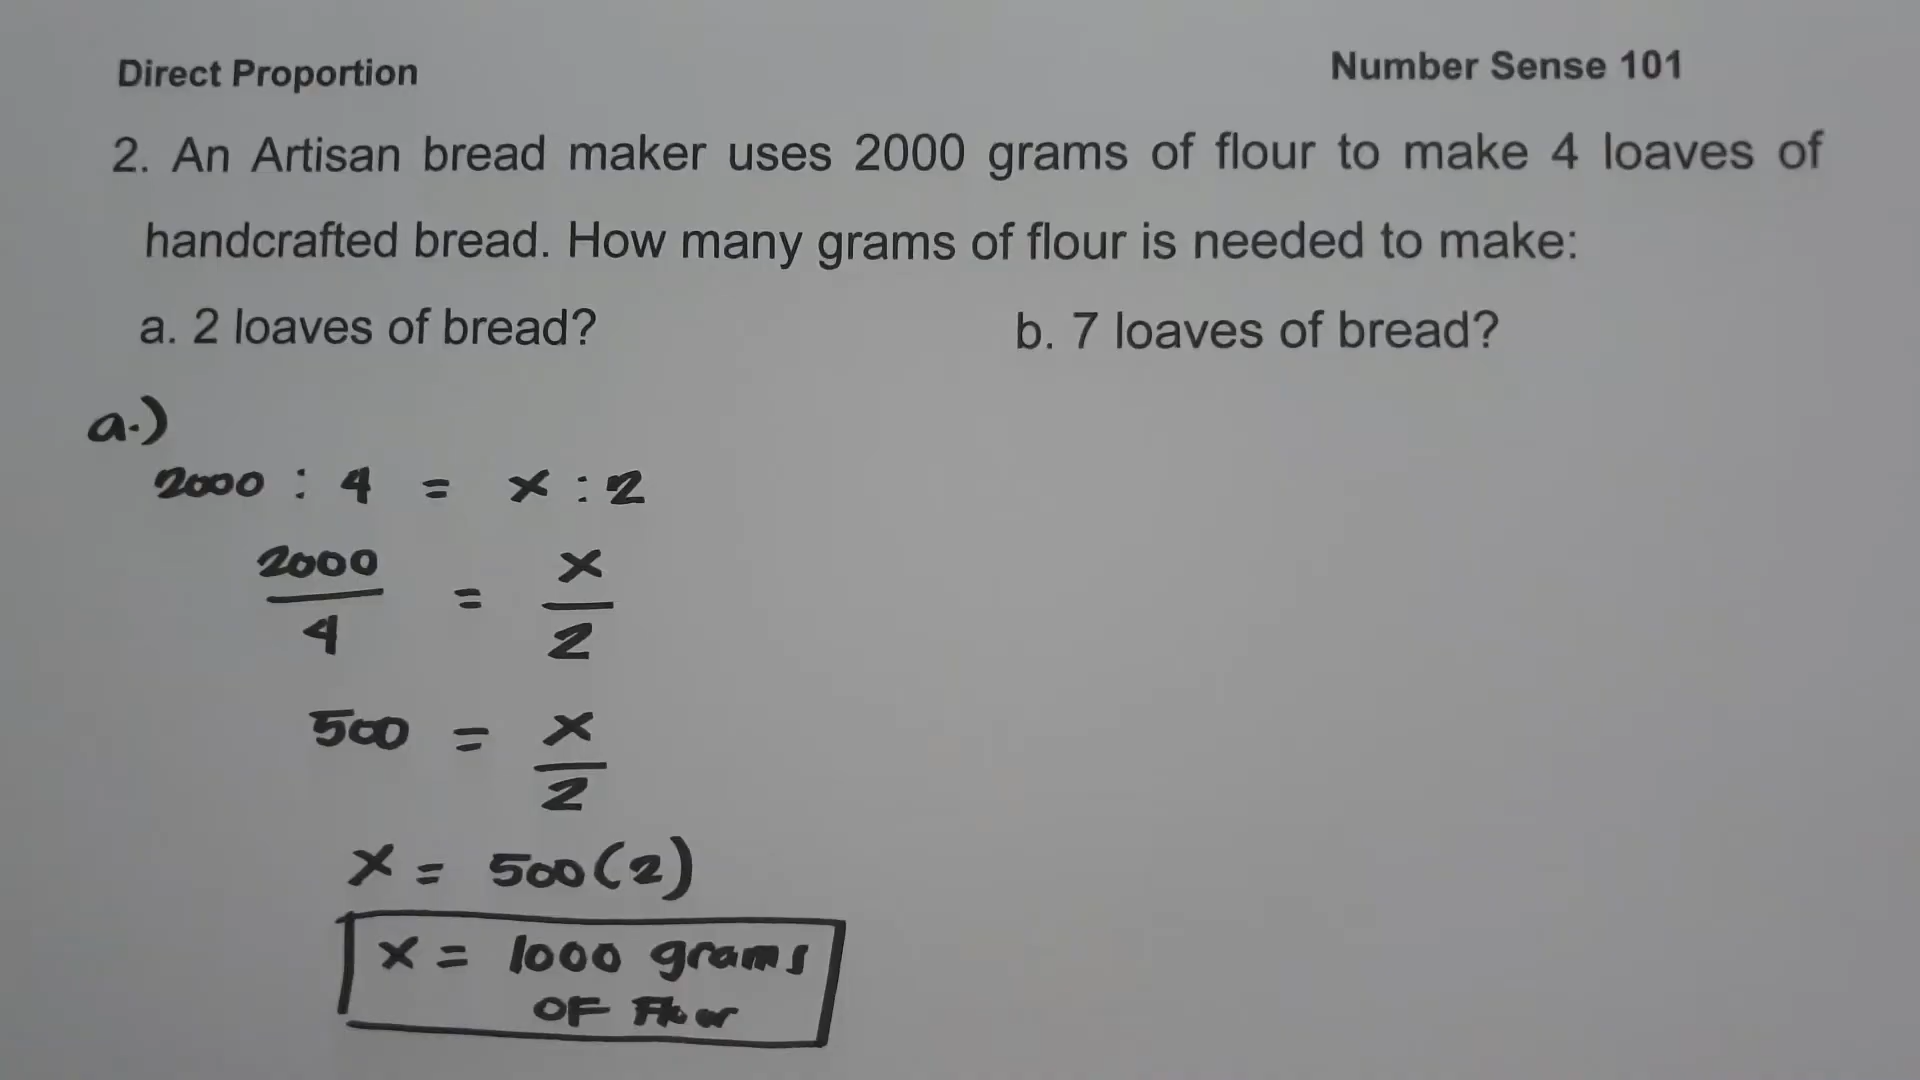 Direct Proportion
Number Sense 101
2. An Artisan bread maker uses 2000 grams of flour to make 4 loaves of
handcrafted bread. How many grams of flour is needed to make:
a. 2 loaves of bread?
b. 7 loaves of bread?
a.)
2000 : 4 = x : 2
2000
4
=
x
2
500 =
x
2
x = 500(2)
x = 1000 grams
OF Flour